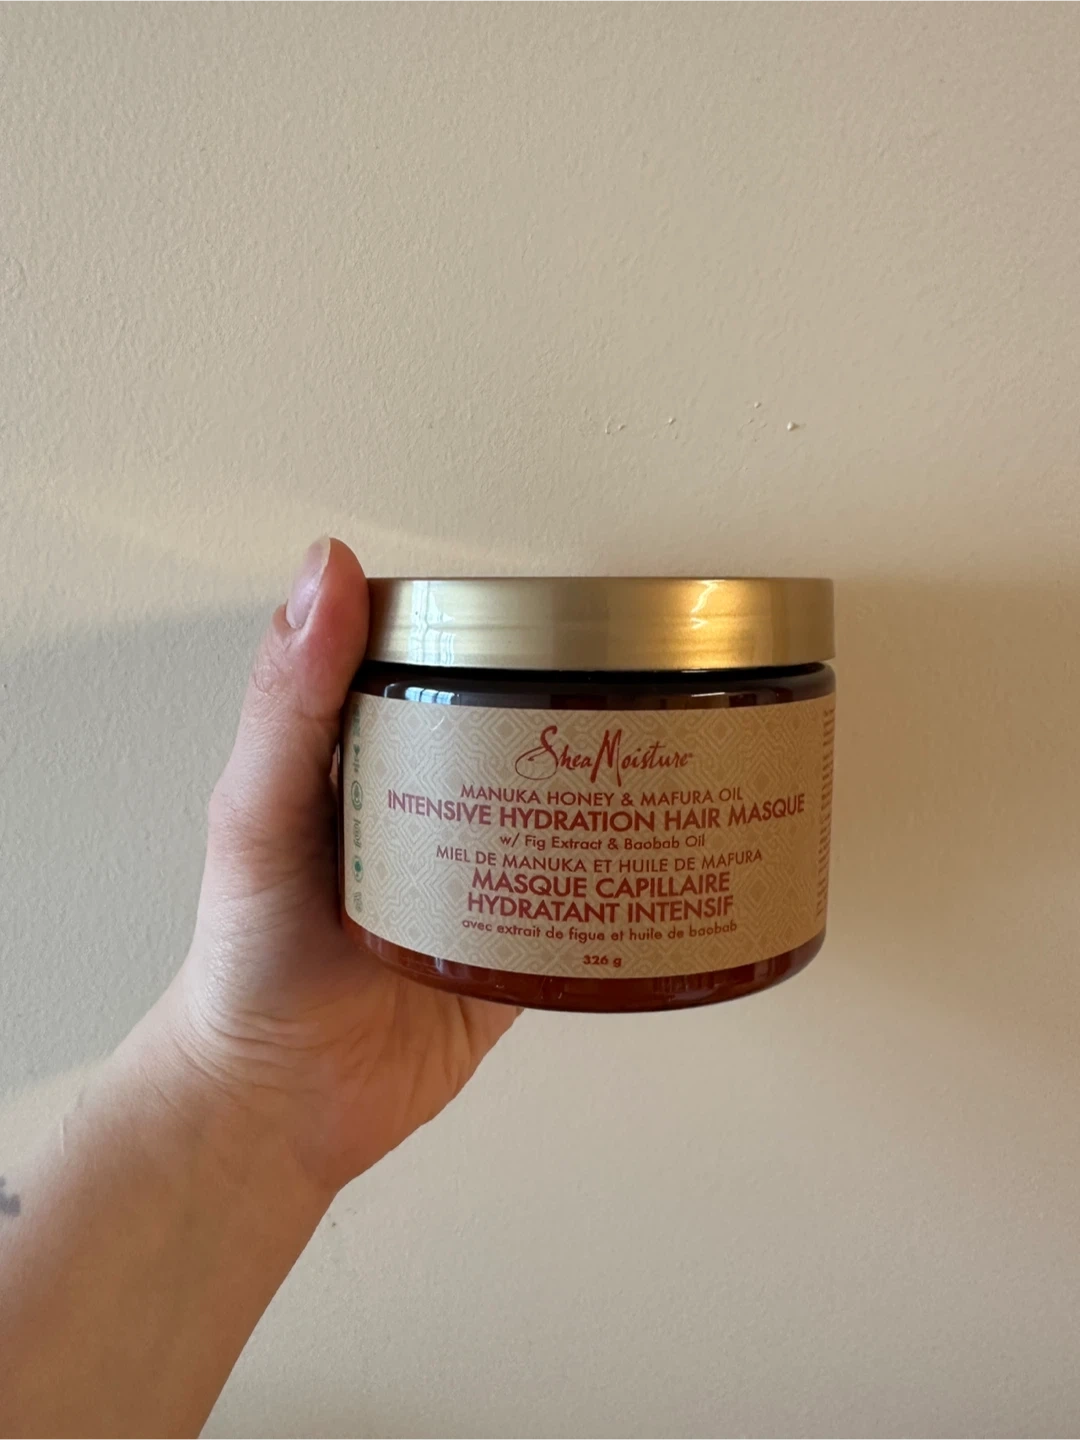 SheaMoisture
MANUKA HONEY & MAFURA OIL
INTENSIVE HYDRATION HAIR MASQUE
w/ Fig Extract & Baobab Oil
MIEL DE MANUKA ET HUILE DE MAFURA
MASQUE CAPILLAIRE
HYDRATANT INTENSIF
avec extrait de figue et huile de baobab
326 g